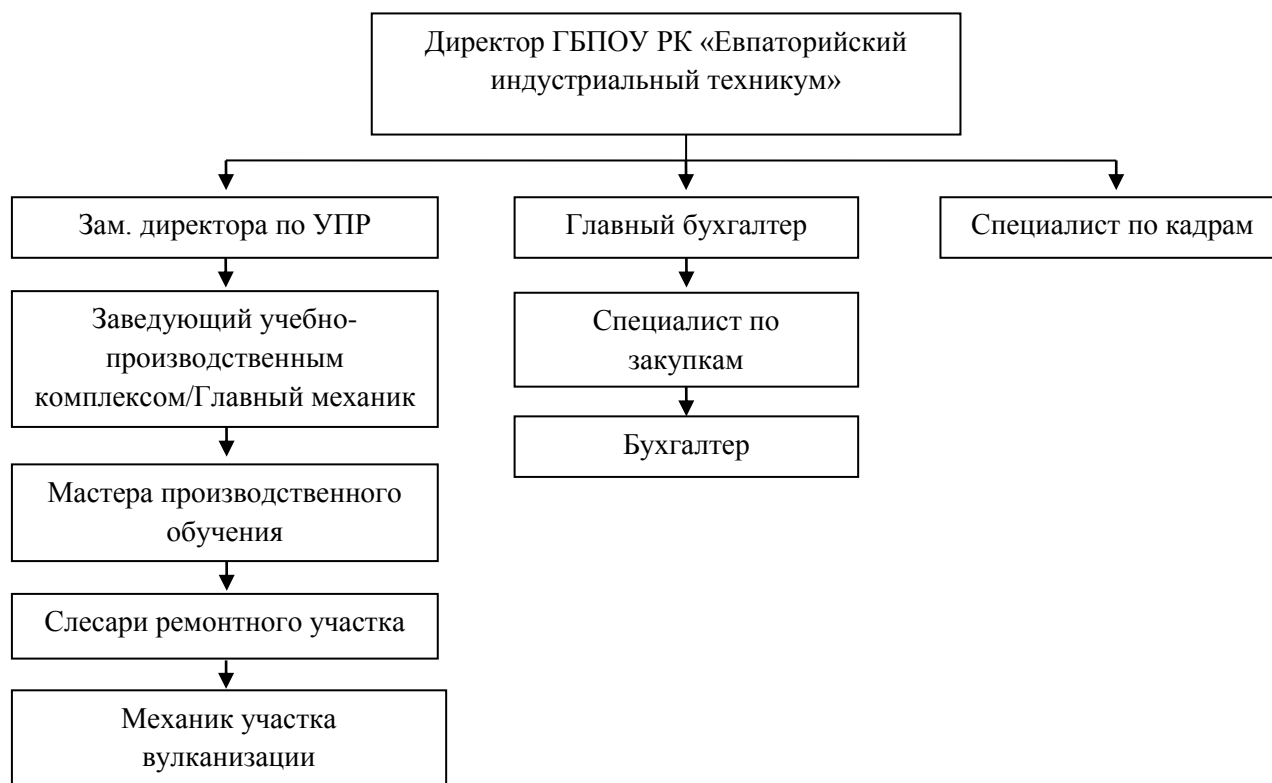 Директор ГБПОУ РК «Евпаторийский
индустриальный техникум»
Зам. директора по УПР
Главный бухгалтер
Специалист по кадрам
Заведующий учебно-
производственным
комплексом/Главный механик
Специалист по
закупкам
Бухгалтер
Мастера производственного
обучения
Слесари ремонтного участка
Механик участка
вулканизации